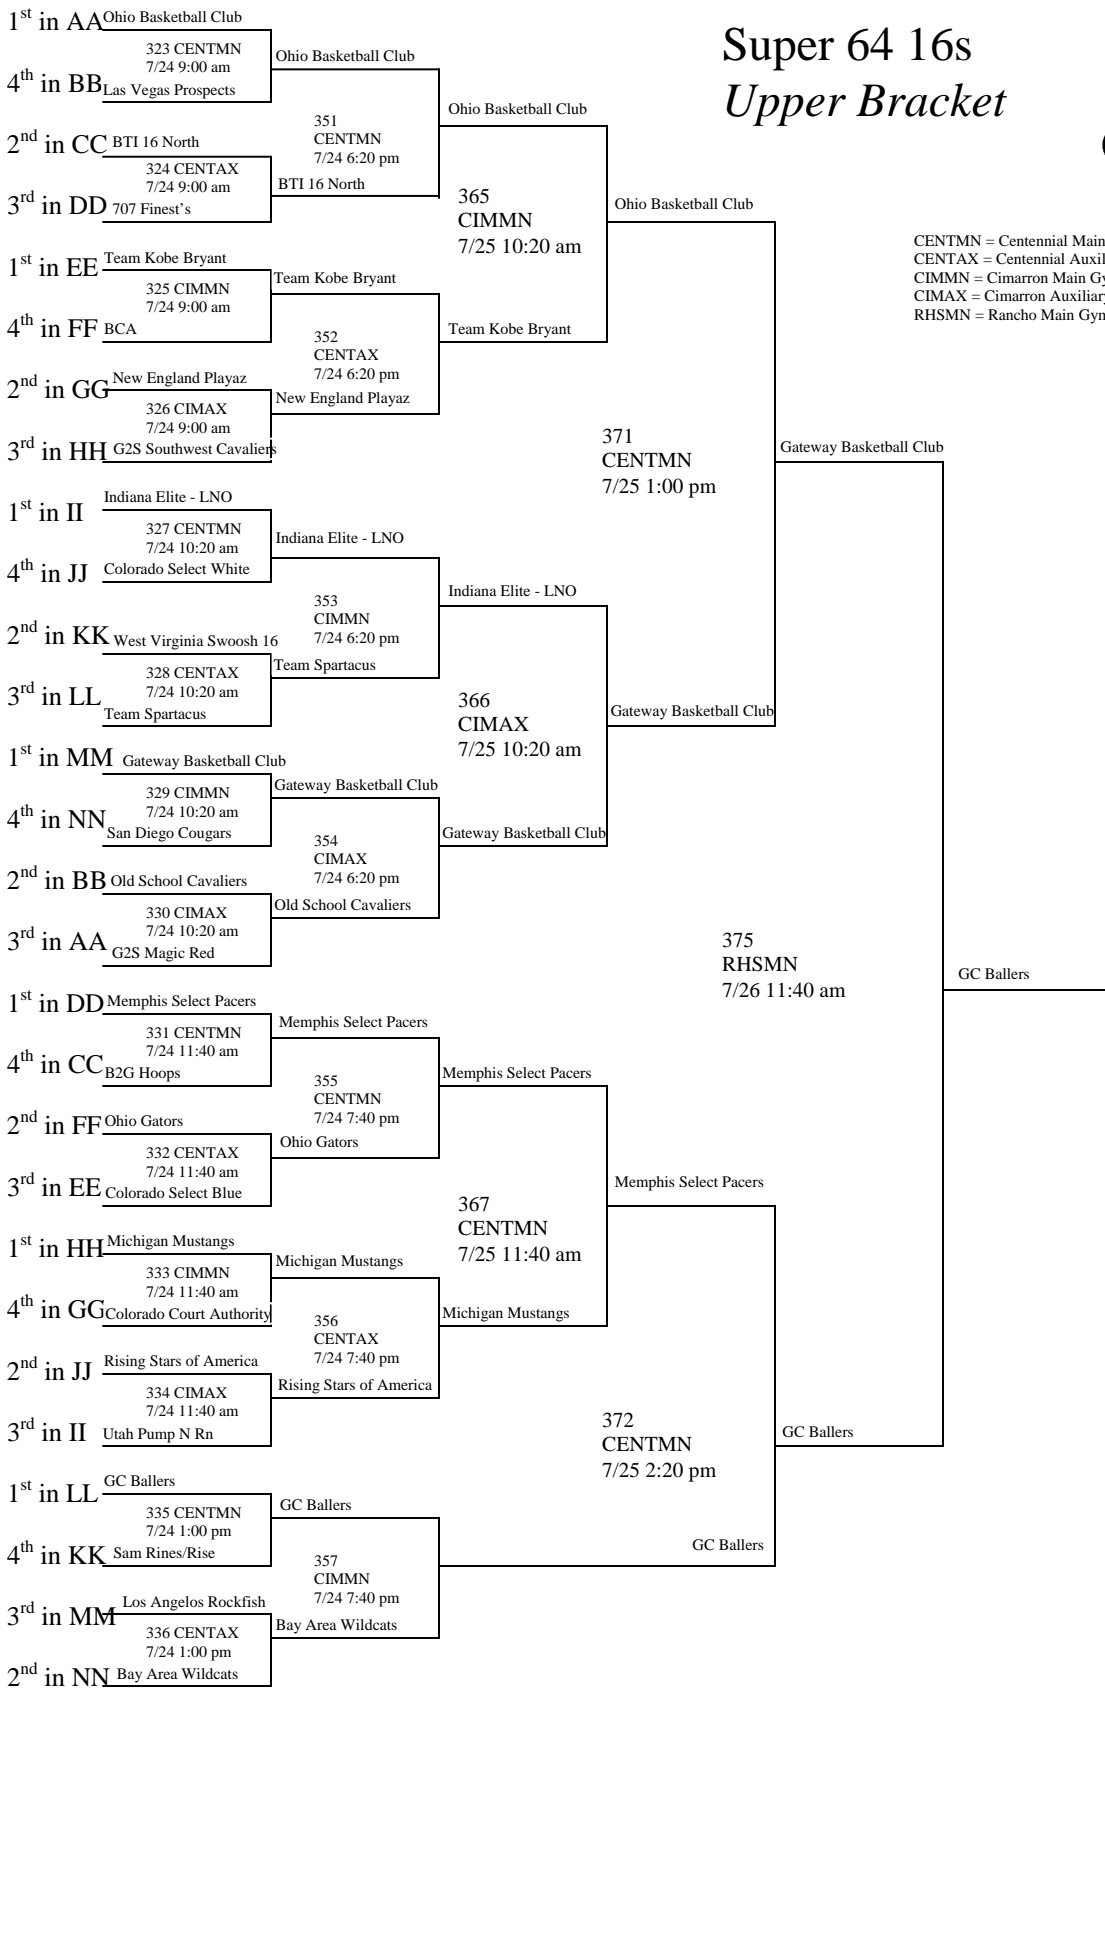 Super 64 16s
Upper Bracket
CENTMN = Centennial Main
CENTAX = Centennial Auxil
CIMMN = Cimarron Main Gy
CIMAX = Cimarron Auxiliary
RHSMN = Rancho Main Gym
1st in AA Ohio Basketball Club
323 CENTMN
7/24 9:00 am
4th in BB Las Vegas Prospects
2nd in CC BTI 16 North
324 CENTAX
7/24 9:00 am
3rd in DD 707 Finest's
1st in EE Team Kobe Bryant
325 CIMMN
7/24 9:00 am
4th in FF BCA
2nd in GG New England Playaz
326 CIMAX
7/24 9:00 am
3rd in HH G2S Southwest Cavaliers
1st in II Indiana Elite - LNO
327 CENTMN
7/24 10:20 am
4th in JJ Colorado Select White
2nd in KK West Virginia Swoosh 16
328 CENTAX
7/24 10:20 am
3rd in LL Team Spartacus
1st in MM Gateway Basketball Club
329 CIMMN
7/24 10:20 am
4th in NN San Diego Cougars
2nd in BB Old School Cavaliers
330 CIMAX
7/24 10:20 am
3rd in AA G2S Magic Red
1st in DD Memphis Select Pacers
331 CENTMN
7/24 11:40 am
4th in CC B2G Hoops
2nd in FF Ohio Gators
332 CENTAX
7/24 11:40 am
3rd in EE Colorado Select Blue
1st in HH Michigan Mustangs
333 CIMMN
7/24 11:40 am
4th in GG Colorado Court Authority
2nd in JJ Rising Stars of America
334 CIMAX
7/24 11:40 am
3rd in II Utah Pump N Rn
1st in LL GC Ballers
335 CENTMN
7/24 1:00 pm
4th in KK Sam Rines/Rise
3rd in MM Los Angelos Rockfish
336 CENTAX
7/24 1:00 pm
2nd in NN Bay Area Wildcats
Ohio Basketball Club
351
CENTMN
7/24 6:20 pm
BTI 16 North
Team Kobe Bryant
352
CENTAX
7/24 6:20 pm
New England Playaz
Indiana Elite - LNO
353
CIMMN
7/24 6:20 pm
Team Spartacus
Gateway Basketball Club
354
CIMAX
7/24 6:20 pm
Old School Cavaliers
Memphis Select Pacers
355
CENTMN
7/24 7:40 pm
Ohio Gators
Michigan Mustangs
356
CENTAX
7/24 7:40 pm
Rising Stars of America
GC Ballers
357
CIMMN
7/24 7:40 pm
Bay Area Wildcats
Ohio Basketball Club
365
CIMMN
7/25 10:20 am
Team Kobe Bryant
Indiana Elite - LNO
366
CIMAX
7/25 10:20 am
Gateway Basketball Club
Memphis Select Pacers
367
CENTMN
7/25 11:40 am
Michigan Mustangs
GC Ballers
Ohio Basketball Club
371
CENTMN
7/25 1:00 pm
Gateway Basketball Club
Memphis Select Pacers
372
CENTMN
7/25 2:20 pm
GC Ballers
Gateway Basketball Club
375
RHSMN
7/26 11:40 am
GC Ballers